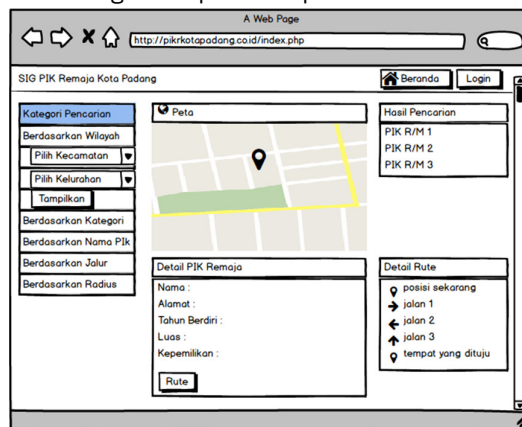 A Web Page
http://pikrkotapadang.co.id/index.php
SIG PIK Remaja Kota Padang
Beranda
Login
Kategori Pencarian
Berdasarkan Wilayah
Pilih Kecamatan
Pilih Kelurahan
Tampilkan
Berdasarkan Kategori
Berdasarkan Nama PIk
Berdasarkan Jalur
Berdasarkan Radius
Peta
Detail PIK Remaja
Nama :
Alamat :
Tahun Berdiri :
Luas :
Kepemilikan :
Rute
Hasil Pencarian
PIK R/M 1
PIK R/M 2
PIK R/M 3
Detail Rute
posisi sekarang
jalan 1
jalan 2
jalan 3
tempat yang dituju